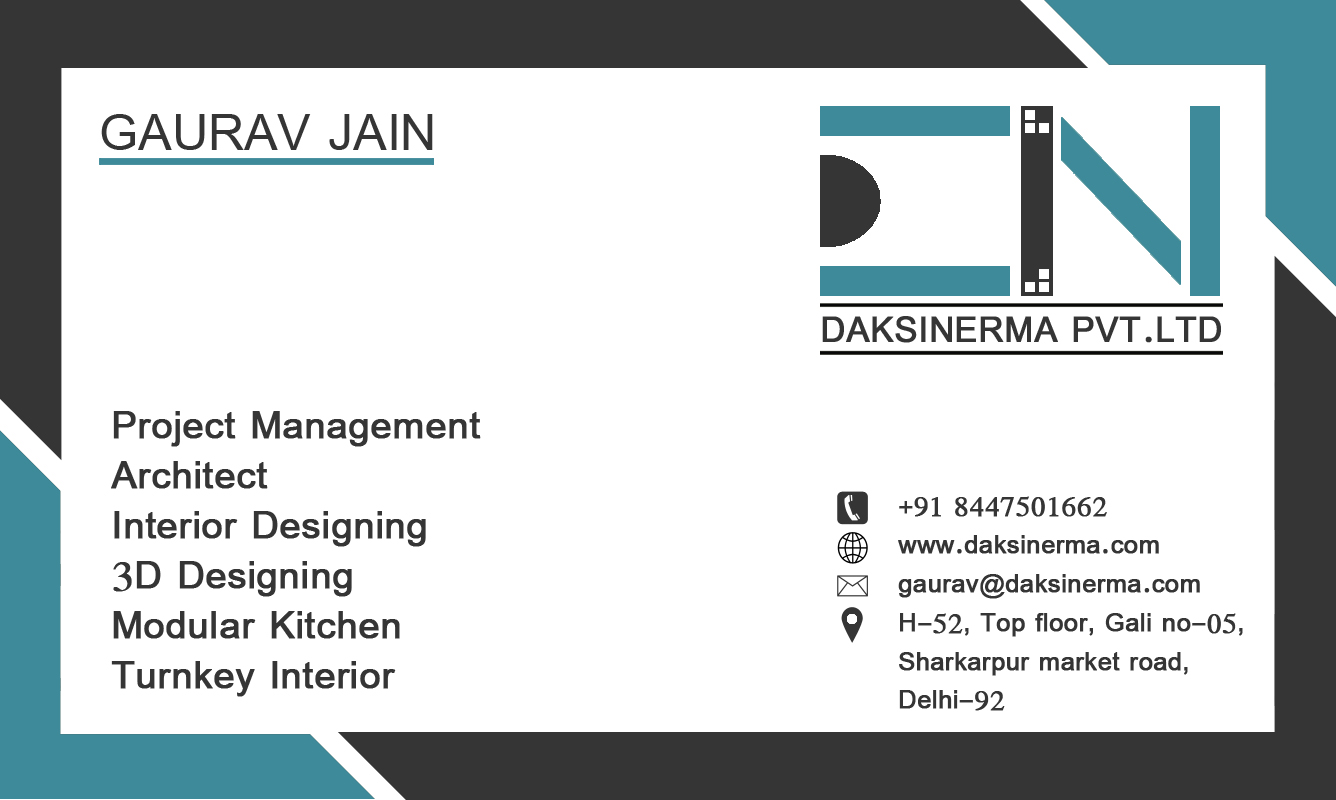 GAURAV JAIN
DAKSINERMA PVT.LTD
Project Management
Architect
Interior Designing
3D Designing
Modular Kitchen
Turnkey Interior
+91 8447501662
www.daksinerma.com
gaurav@daksinerma.com
H-52, Top floor, Gali no-05,
Sharkarpur market road,
Delhi-92